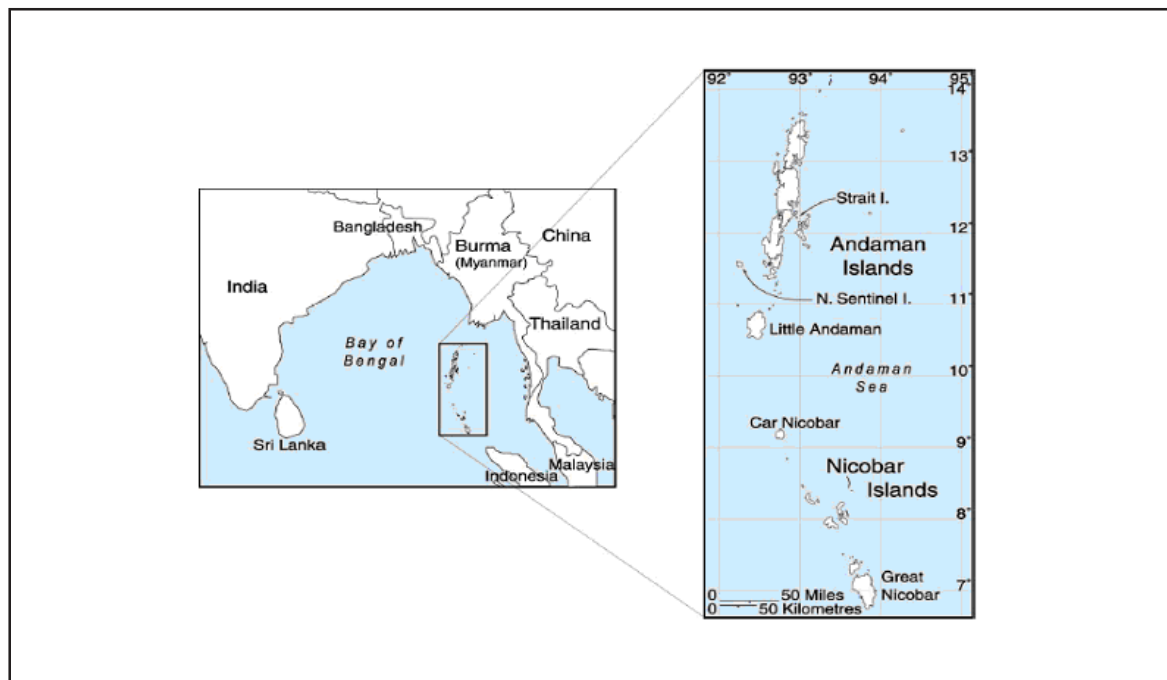 Bangladesh
China
Burma
(Myanmar)
India
Thailand
Bay of
Bengal
Sri Lanka
Malaysia
Indonesia
92° 93° 94° 95°
14°
13°
Strait I.
12°
Andaman
Islands
N. Sentinel I.
11°
Little Andaman
10°
Andaman
Sea
Car Nicobar
9°
Nicobar
Islands
8°
Great
Nicobar
7°
0 50 Miles
0 50 Kilometres